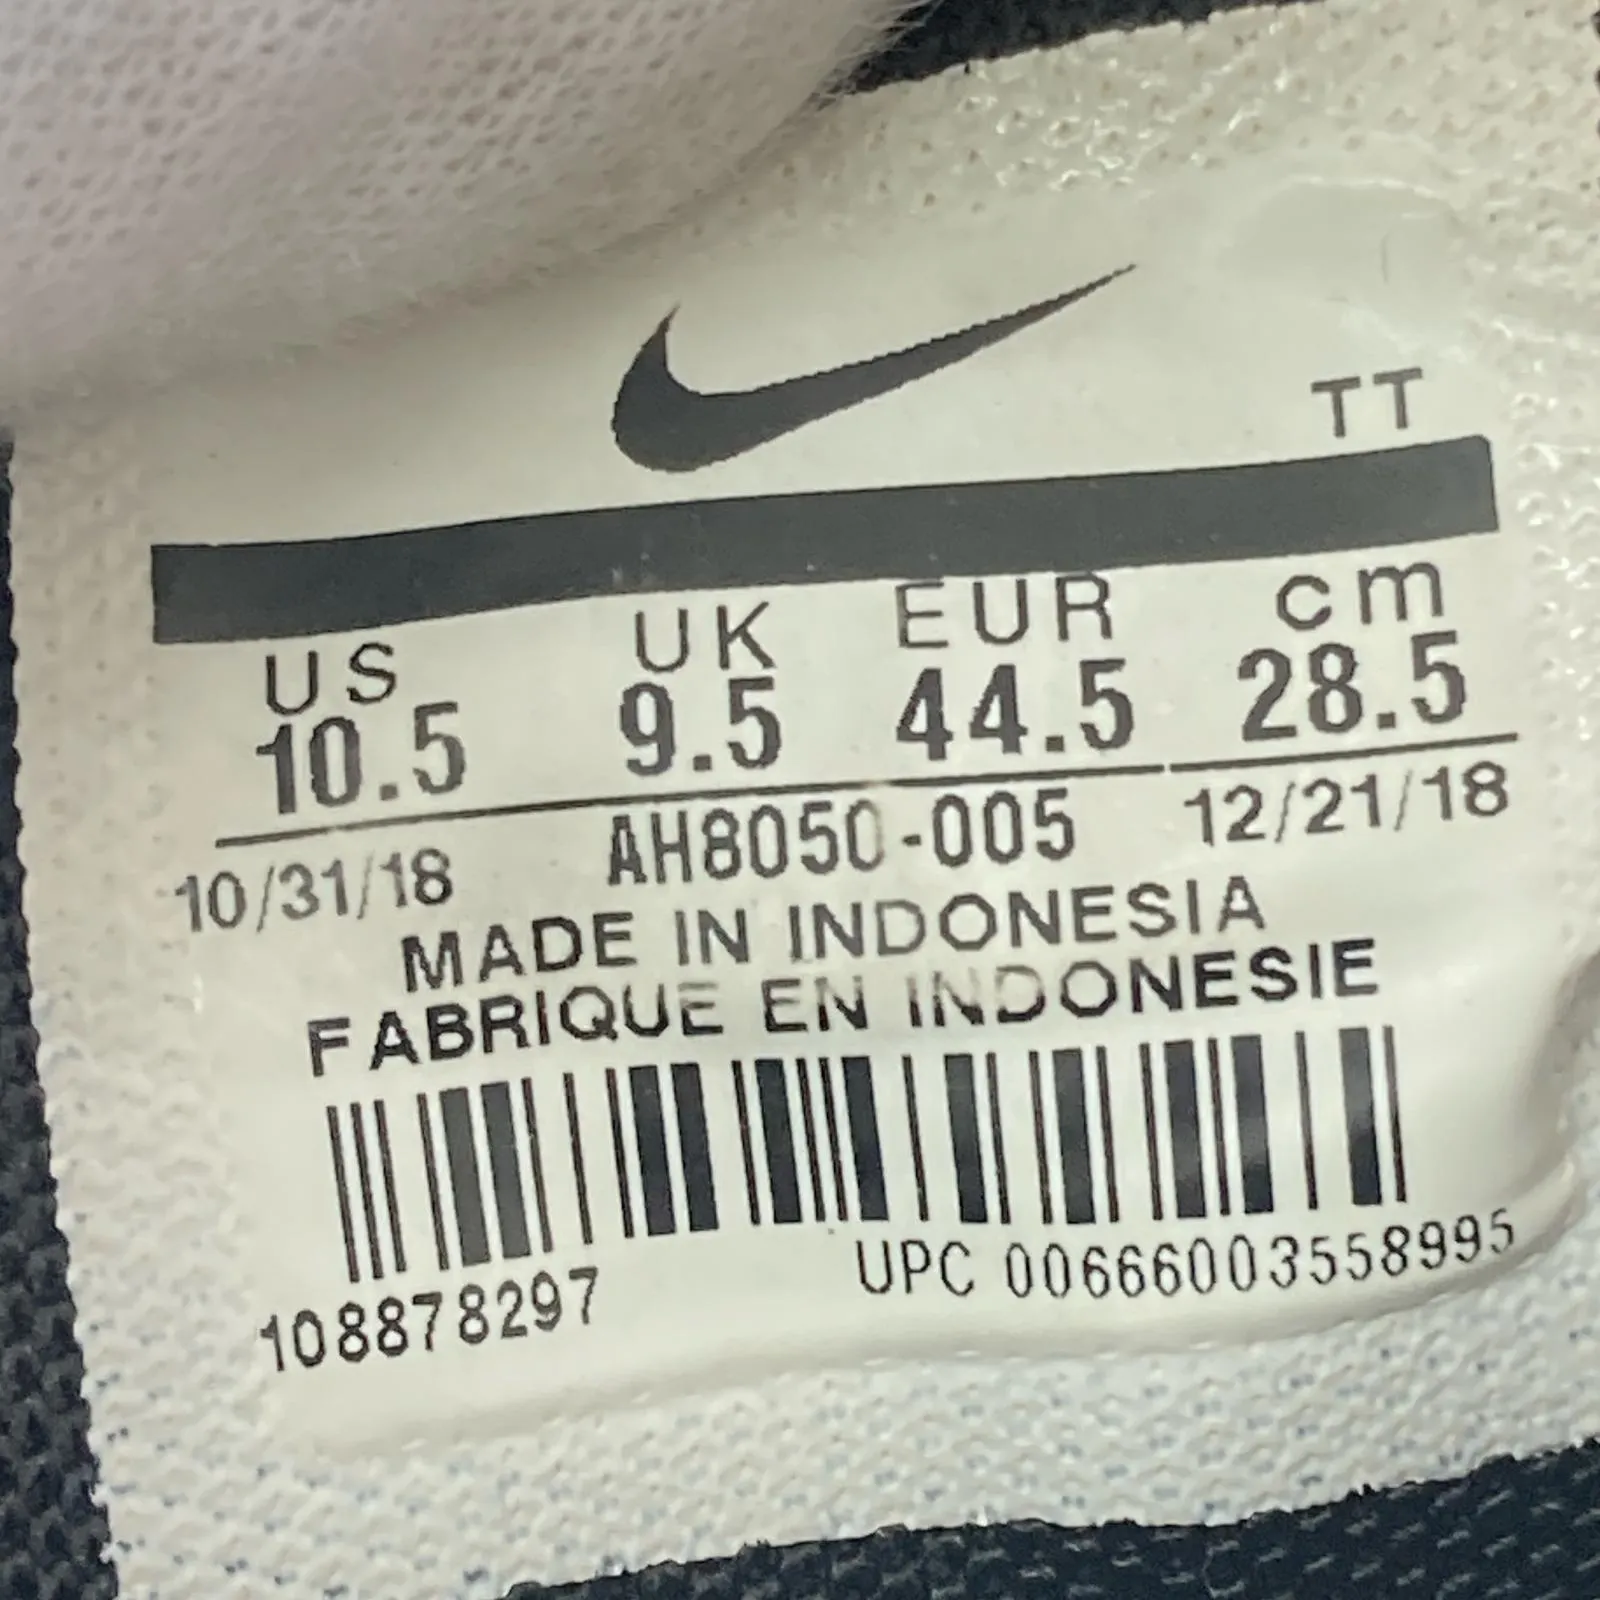 TT
US UK EUR cm
10.5 9.5 44.5 28.5
10/31/18 AH8050-005 12/21/18
MADE IN INDONESIA
FABRIQUE EN INDONESIE
108878297 UPC 00666003558995